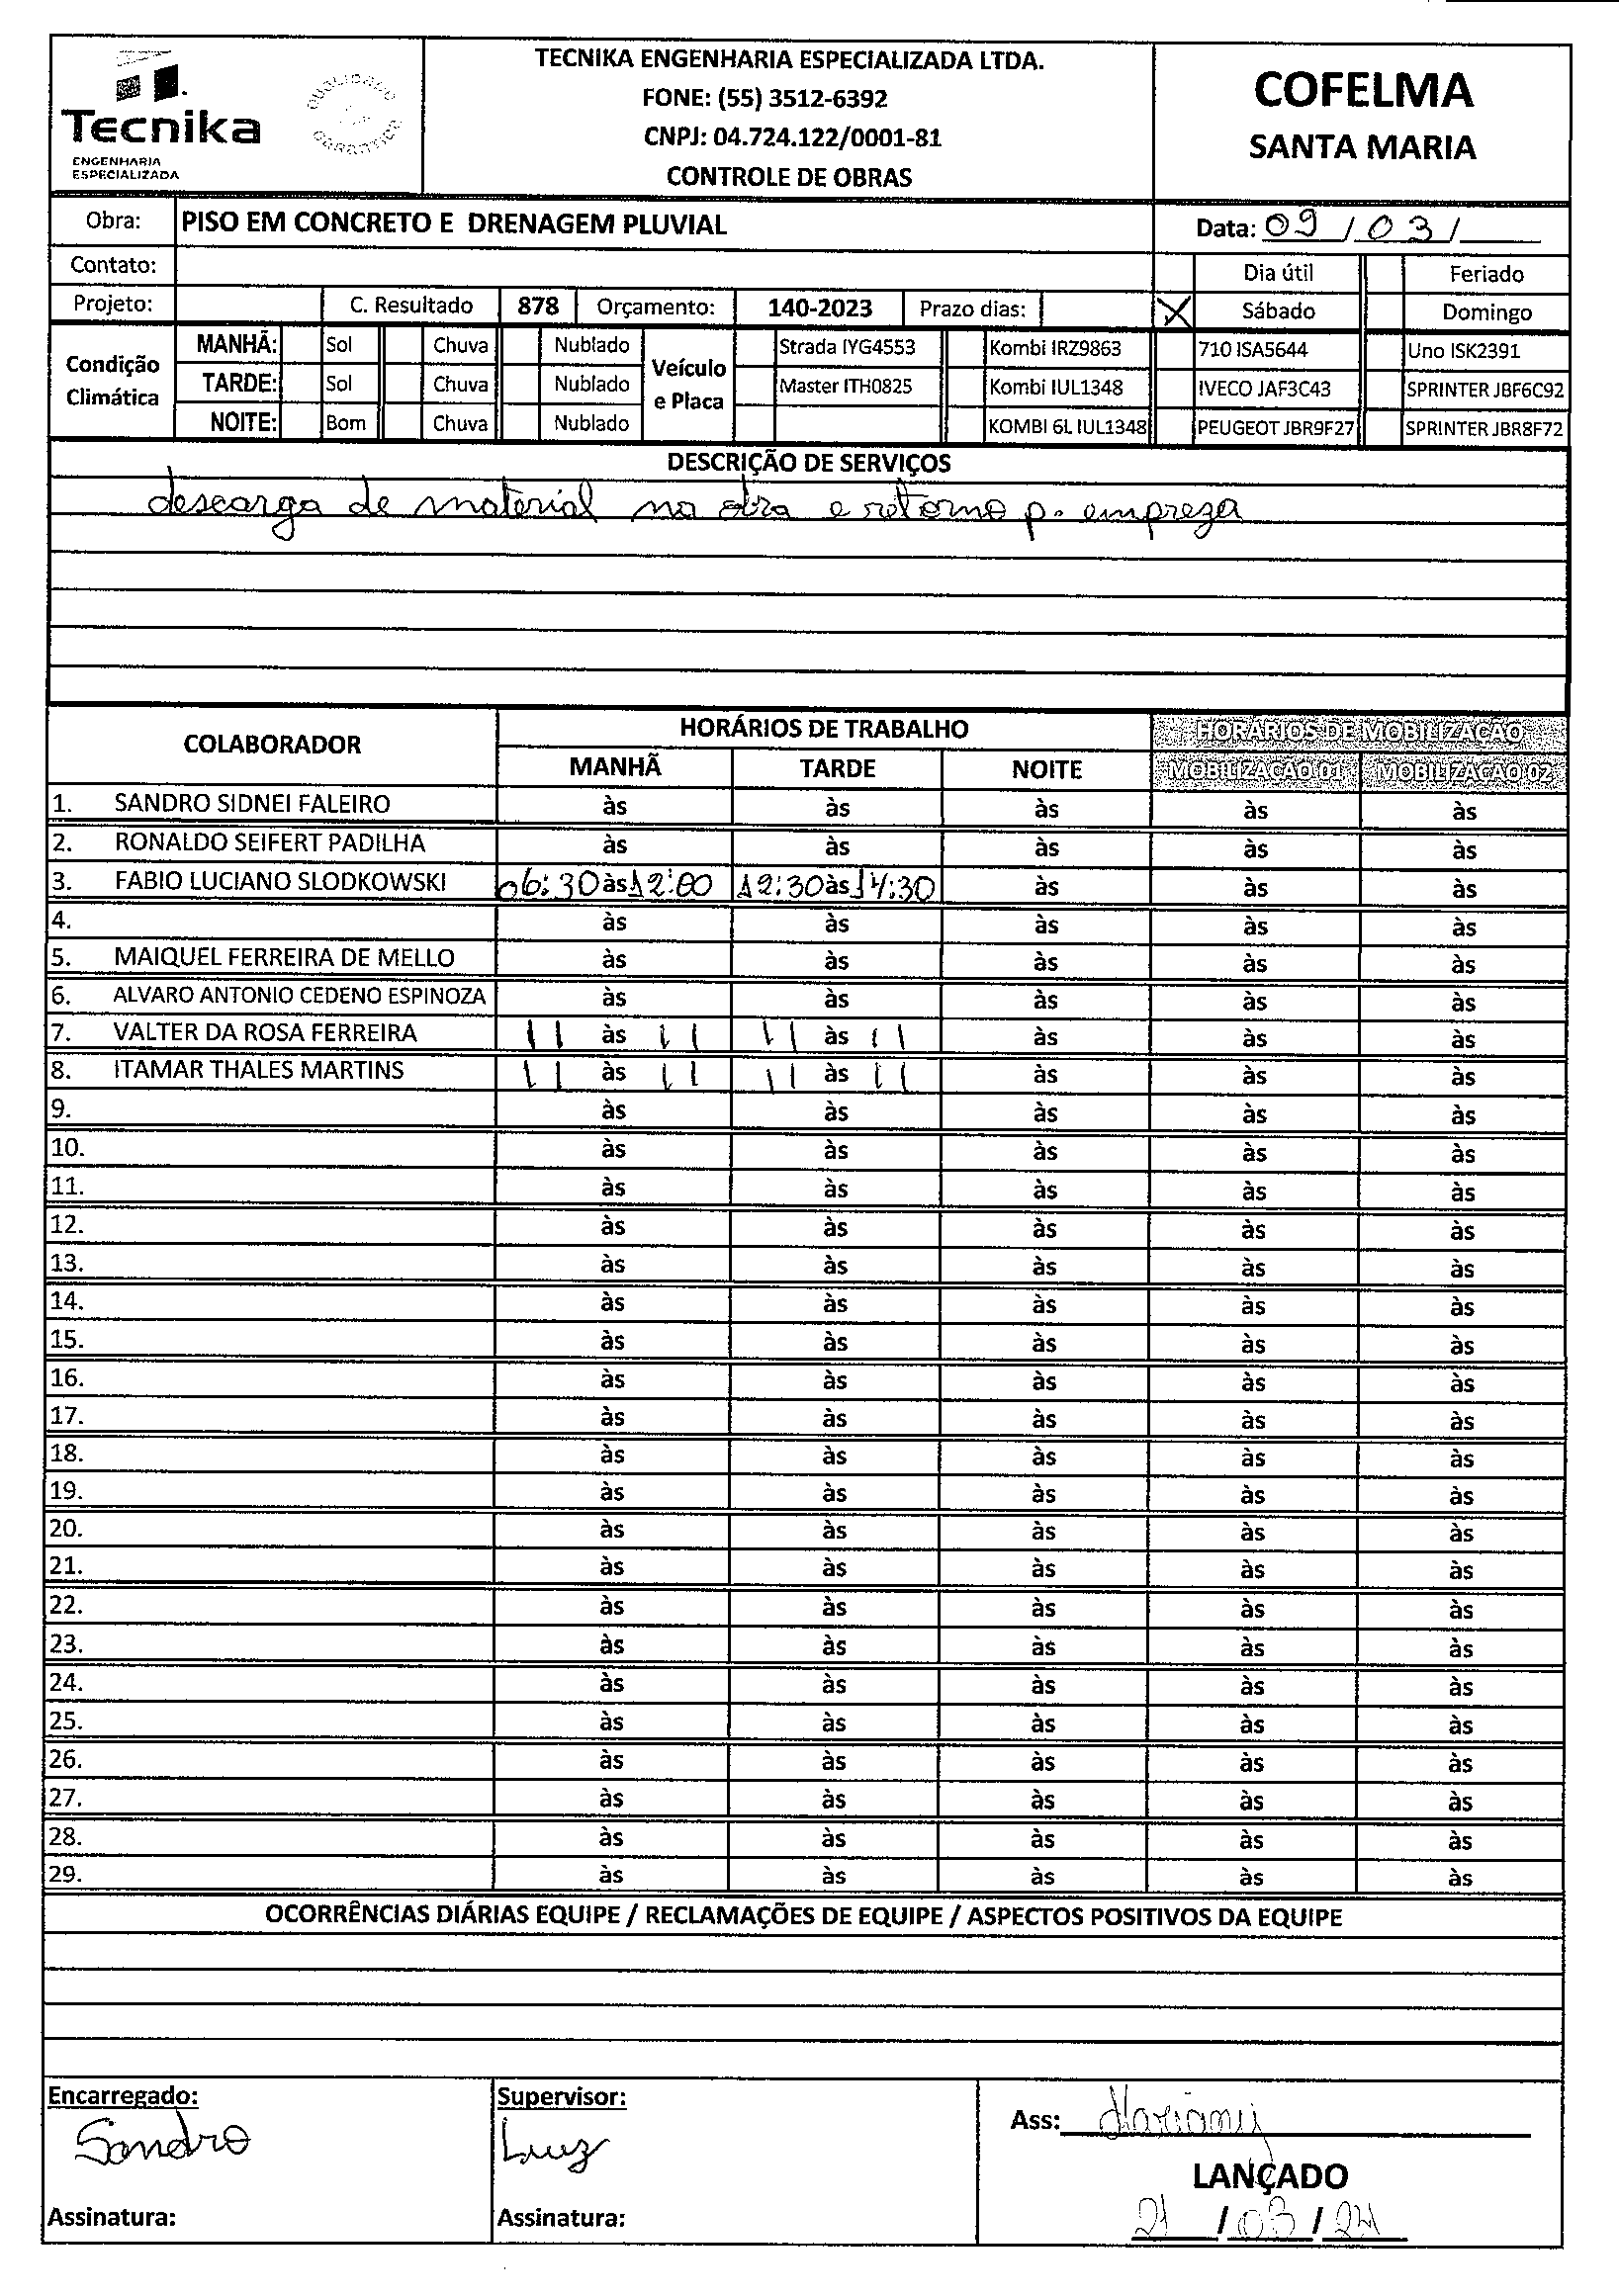 TECNIKA ENGENHARIA ESPECIALIZADA LTDA.
FONE: (55) 3512-6392
CNPJ: 04.724.122/0001-81
CONTROLE DE OBRAS
Tecnika
ENGENHARIA
ESPECIALIZADA
QUALIDADE
GARANTIDA
COFELMA
SANTA MARIA
Obra: PISO EM CONCRETO E DRENAGEM PLUVIAL Data: 09/03/
Contato: Dia útil Feriado
Projeto: C. Resultado 878 Orçamento: 140-2023 Prazo dias: X Sábado Domingo
Condição Climática
MANHÃ: Sol Chuva Nublado
TARDE: Sol Chuva Nublado
NOITE: Bom Chuva Nublado
Veículo e Placa
Strada IYG4553 Kombi IRZ9863 710 ISA5644 Uno ISK2391
Master ITH0825 Kombi IUL1348 IVECO JAF3C43 SPRINTER JBF6C92
KOMBI 6L IUL1348 PEUGEOT JBR9F27 SPRINTER JBR8F72
DESCRIÇÃO DE SERVIÇOS
descarga de material na obra e retorno p. empreza
COLABORADOR HORÁRIOS DE TRABALHO HORÁRIOS DE MOBILIZAÇÃO
MANHÃ TARDE NOITE MOBILIZACAO 01 MOBILIZACAO 02
1. SANDRO SIDNEI FALEIRO às às às às às
2. RONALDO SEIFERT PADILHA às às às às às
3. FABIO LUCIANO SLODKOWSKI 06:30 às 12:00 12:30 às 14:30 às às às
4. às às às às às
5. MAIQUEL FERREIRA DE MELLO às às às às às
6. ALVARO ANTONIO CEDENO ESPINOZA às às às às às
7. VALTER DA ROSA FERREIRA 11 às 11 11 às 11 às às às
8. ITAMAR THALES MARTINS 11 às 11 11 às 11 às às às
9. às às às às às
10. às às às às às
11. às às às às às
12. às às às às às
13. às às às às às
14. às às às às às
15. às às às às às
16. às às às às às
17. às às às às às
18. às às às às às
19. às às às às às
20. às às às às às
21. às às às às às
22. às às às às às
23. às às às às às
24. às às às às às
25. às às às às às
26. às às às às às
27. às às às às às
28. às às às às às
29. às às às às às
OCORRÊNCIAS DIÁRIAS EQUIPE / RECLAMAÇÕES DE EQUIPE / ASPECTOS POSITIVOS DA EQUIPE
Encarregado: Supervisor:
Sandro Luiz Ass:
LANÇADO
Assinatura: Assinatura: 21/03/24